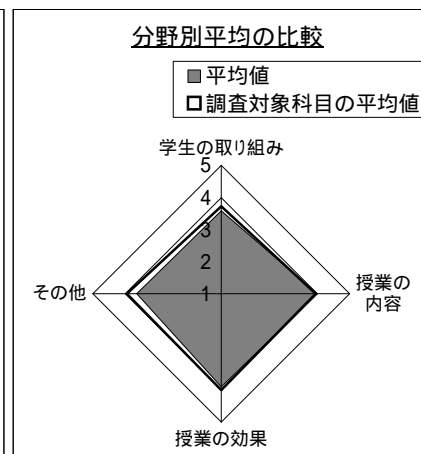 分野別平均の比較
■平均値
□調査対象科目の平均値
学生の取り組み
5
4
3
2
1
その他
授業の
内容
授業の効果